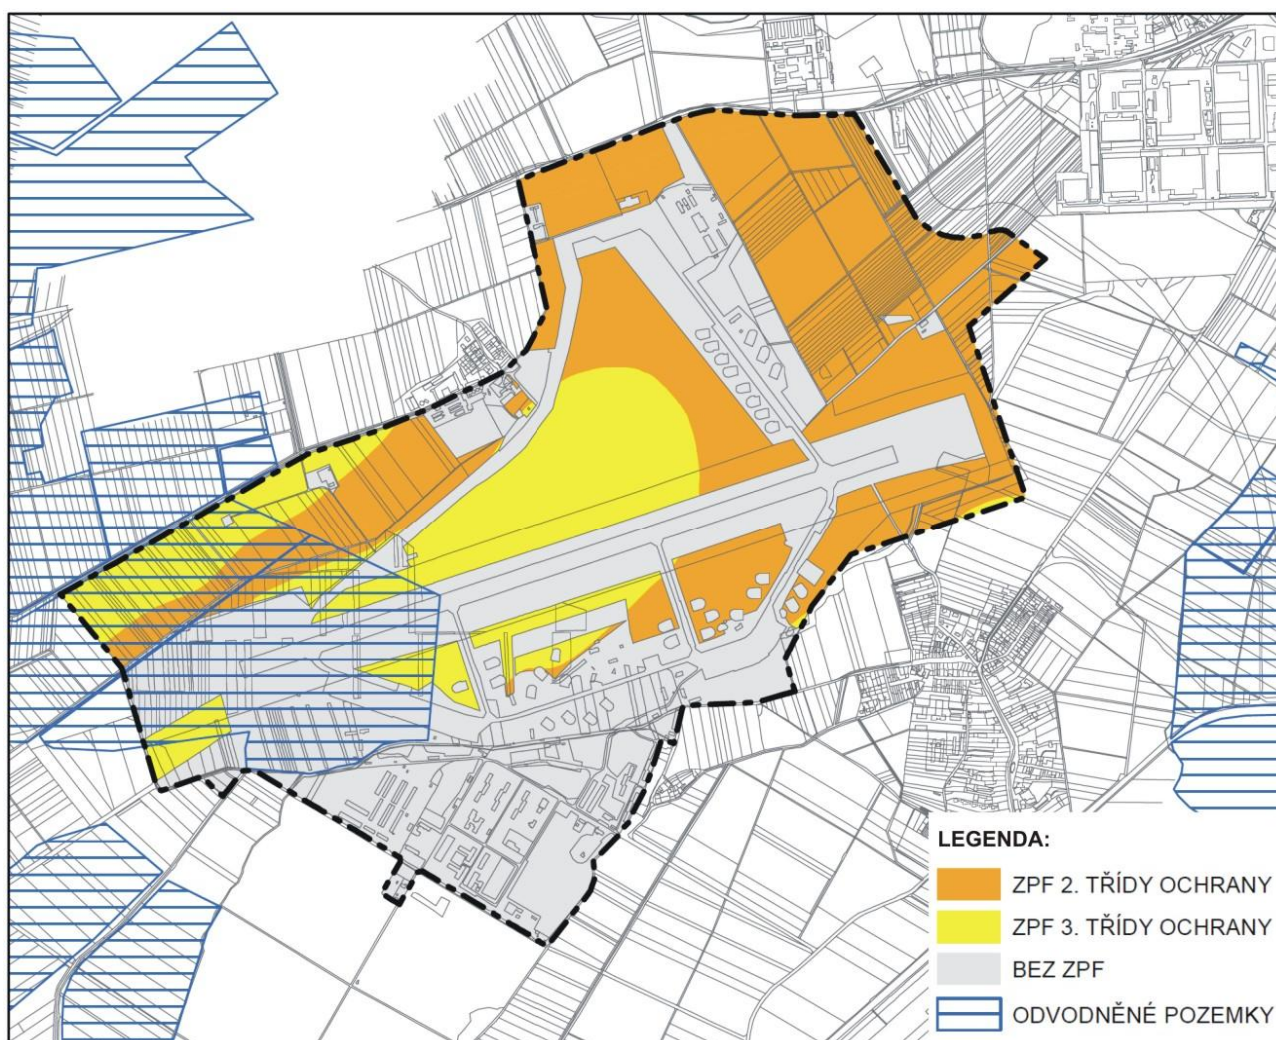 LEGENDA:
ZPF 2. TŘÍDY OCHRANY
ZPF 3. TŘÍDY OCHRANY
BEZ ZPF
ODVODNĚNÉ POZEMKY